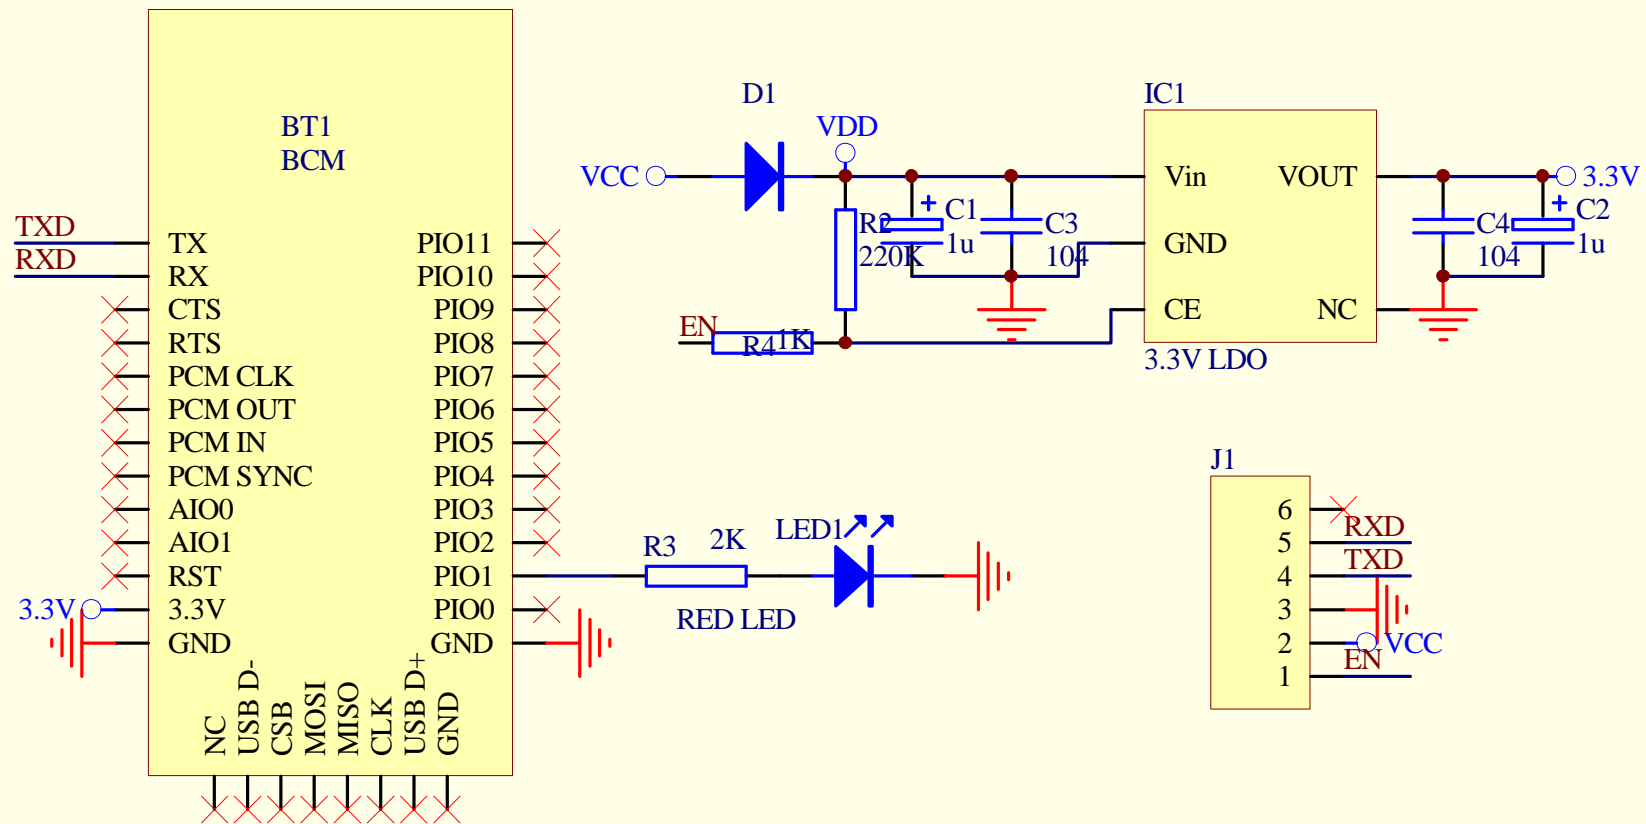 BT1
BCM
TXD
RXD
TX
RX
CTS
RTS
PCM CLK
PCM OUT
PCM IN
PCM SYNC
AIO0
AIO1
RST
3.3V
3.3V
GND
PIO11
PIO10
PIO9
PIO8
PIO7
PIO6
PIO5
PIO4
PIO3
PIO2
PIO1
PIO0
GND
NC
USB D-
CSB
MOSI
MISO
CLK
USB D+
GND
D1
VCC
VDD
R2
220K
+
C1
1u
C3
104
EN
R4
1K
IC1
Vin
VOUT
GND
CE
NC
3.3V LDO
3.3V
C4
104
+
C2
1u
R3
2K
LED1
RED LED
J1
6
5
RXD
4
TXD
3
2
VCC
1
EN